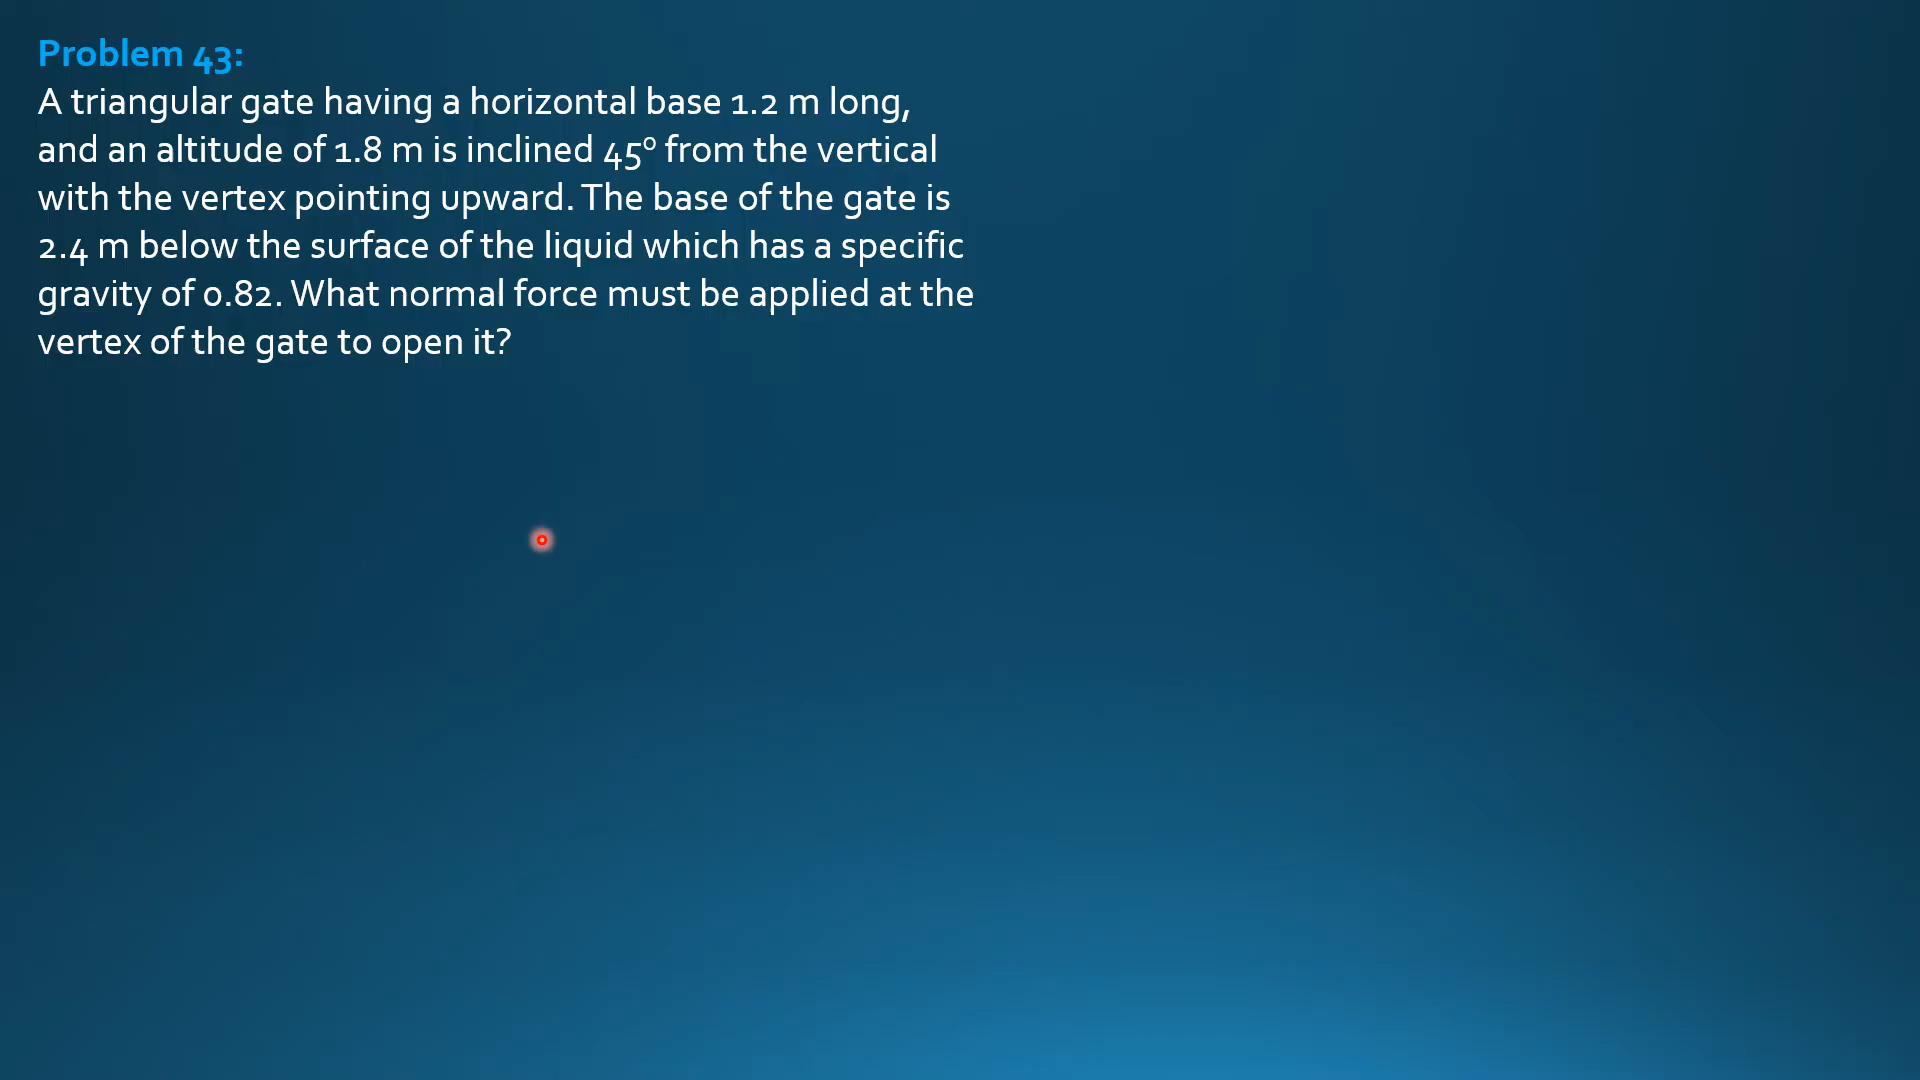 Problem 43:
A triangular gate having a horizontal base 1.2 m long,
and an altitude of 1.8 m is inclined 45⁰ from the vertical
with the vertex pointing upward. The base of the gate is
2.4 m below the surface of the liquid which has a specific
gravity of 0.82. What normal force must be applied at the
vertex of the gate to open it?